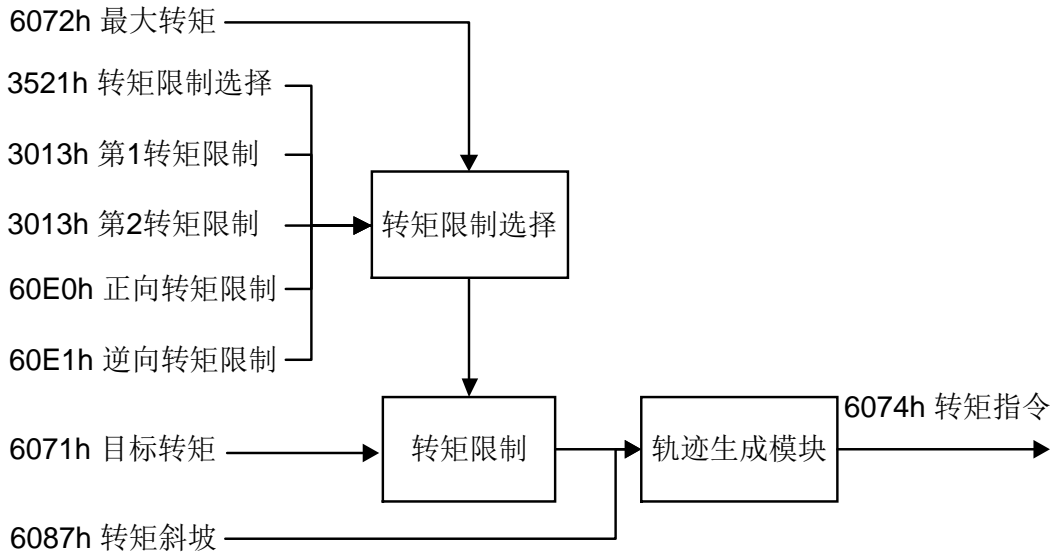 6072h 最大转矩
3521h 转矩限制选择
3013h 第1转矩限制
3013h 第2转矩限制
转矩限制选择
60E0h 正向转矩限制
60E1h 逆向转矩限制
6074h 转矩指令
6071h 目标转矩
转矩限制
轨迹生成模块
6087h 转矩斜坡